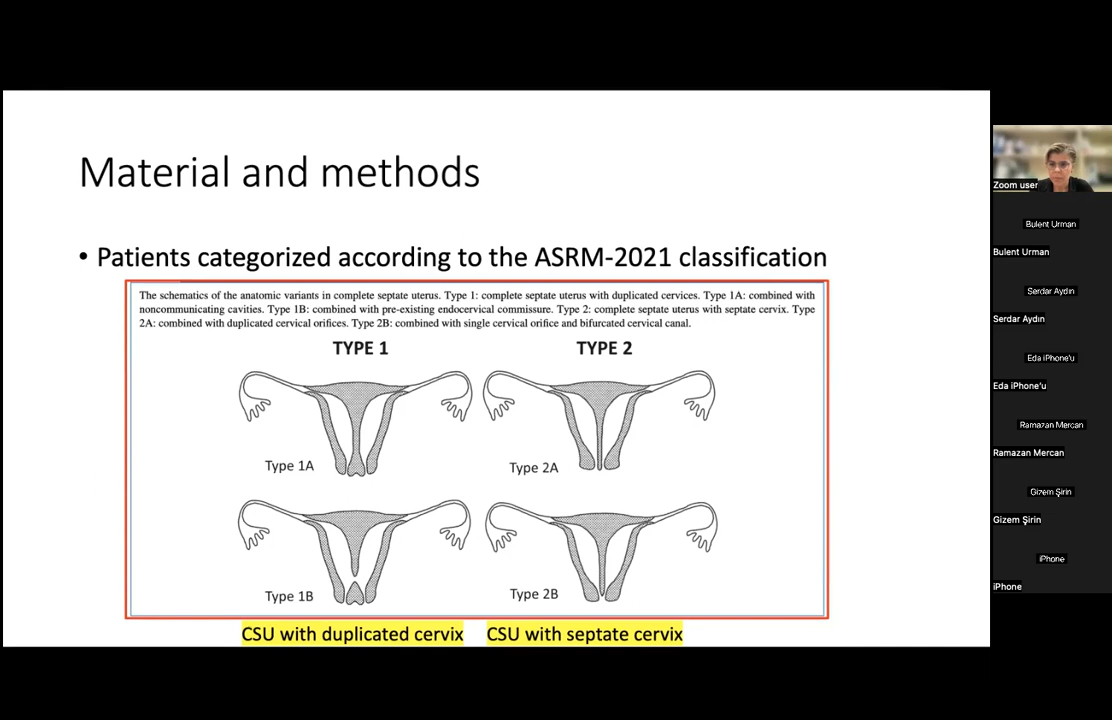 Material and methods
• Patients categorized according to the ASRM-2021 classification
The schematics of the anatomic variants in complete septate uterus. Type 1: complete septate uterus with duplicated cervices. Type 1A: combined with
noncommunicating cavities. Type 1B: combined with pre-existing endocervical commissure. Type 2: complete septate uterus with septate cervix. Type
2A: combined with duplicated cervical orifices. Type 2B: combined with single cervical orifice and bifurcated cervical canal.
TYPE 1
TYPE 2
Type 1A
Type 2A
Type 1B
Type 2B
CSU with duplicated cervix
CSU with septate cervix
Zoom user
Bulent Urman
Bulent Urman
Serdar Aydın
Serdar Aydın
Eda iPhone'u
Eda iPhone'u
Ramazan Mercan
Ramazan Mercan
Gizem Şirin
Gizem Şirin
iPhone
iPhone